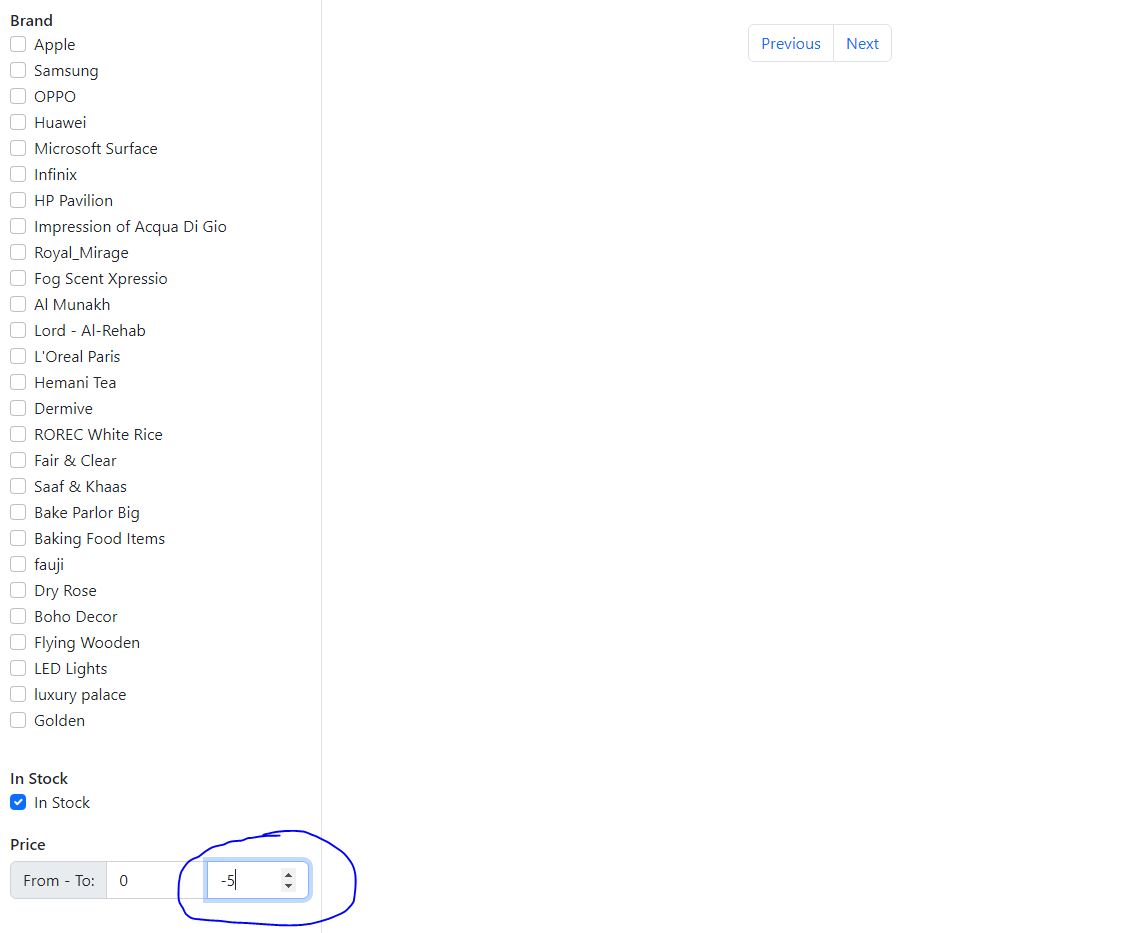 Brand
Apple
Samsung
OPPO
Huawei
Microsoft Surface
Infinix
HP Pavilion
Impression of Acqua Di Gio
Royal_Mirage
Fog Scent Xpressio
Al Munakh
Lord - Al-Rehab
L'Oreal Paris
Hemani Tea
Dermive
ROREC White Rice
Fair & Clear
Saaf & Khaas
Bake Parlor Big
Baking Food Items
fauji
Dry Rose
Boho Decor
Flying Wooden
LED Lights
luxury palace
Golden
In Stock
In Stock
Price
From - To: 0 -5
Previous Next